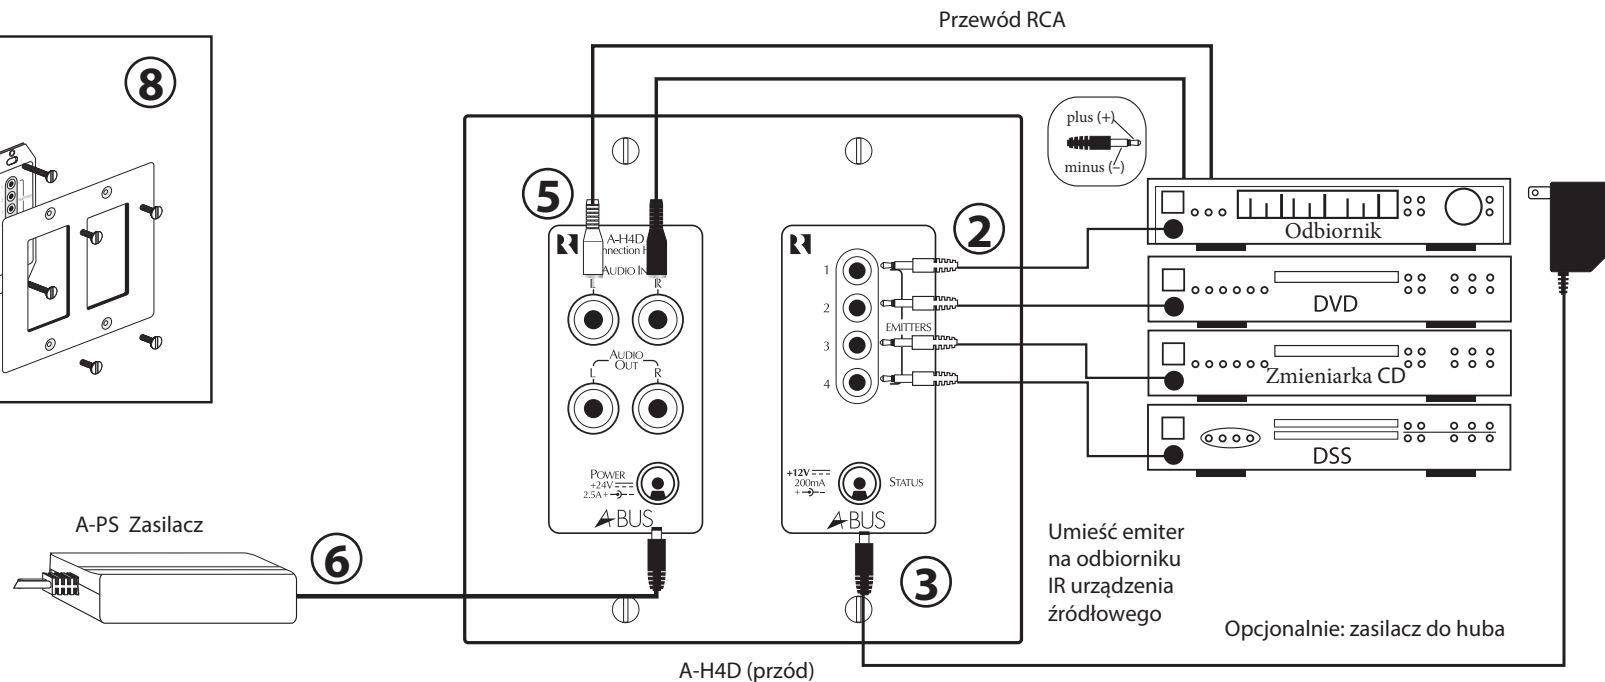 Przewód RCA
8
plus (+)
minus (–)
5
2
A-H4D
AUDIO IN
L R
1
2
3
4
EMITTERS
AUDIO
OUT
L R
POWER
+24V
2.5A + -
A-BUS
+12V
200mA
+ -
STATUS
A-BUS
Odbiornik
DVD
Zmieniarka CD
DSS
A-PS Zasilacz
6
3
Umieść emiter
na odbiorniku
IR urządzenia
źródłowego
Opcjonalnie: zasilacz do huba
A-H4D (przód)